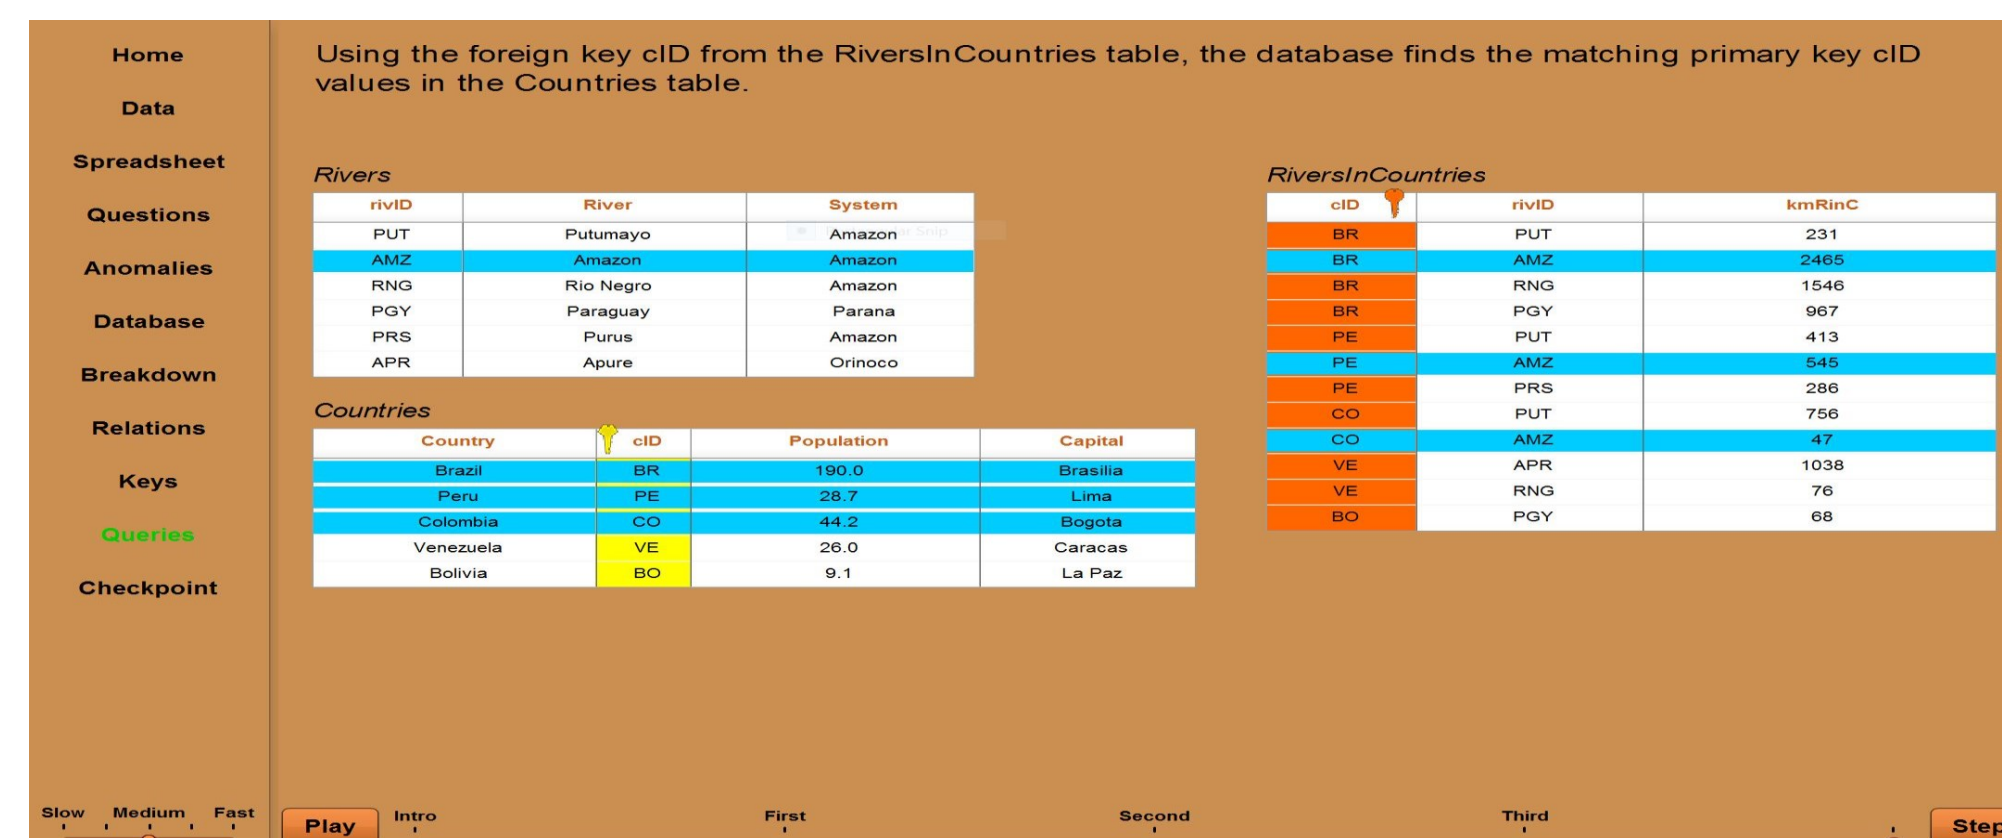 Home
Data
Spreadsheet
Questions
Anomalies
Database
Breakdown
Relations
Keys
Queries
Checkpoint
Slow Medium Fast
Using the foreign key cID from the RiversInCountries table, the database finds the matching primary key cID
values in the Countries table.
Rivers
rivID River System
PUT Putumayo Amazon
AMZ Amazon Amazon
RNG Rio Negro Amazon
PGY Paraguay Parana
PRS Purus Amazon
APR Apure Orinoco
Countries
Country cID Population Capital
Brazil BR 190.0 Brasilia
Peru PE 28.7 Lima
Colombia CO 44.2 Bogota
Venezuela VE 26.0 Caracas
Bolivia BO 9.1 La Paz
RiversInCountries
cID rivID kmRinC
BR PUT 231
BR AMZ 2465
BR RNG 1546
BR PGY 967
PE PUT 413
PE AMZ 545
PE PRS 286
CO PUT 756
CO AMZ 47
VE APR 1038
VE RNG 76
BO PGY 68
Play Intro First Second Third Step